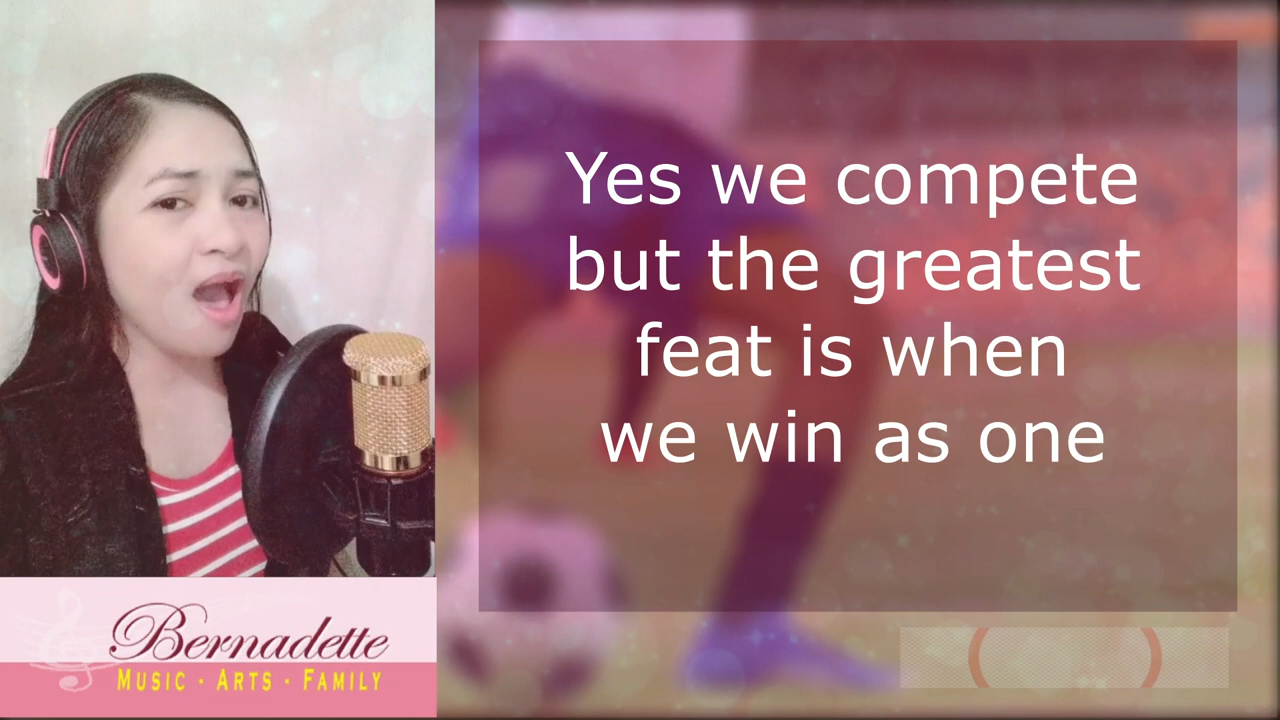 Yes we compete
but the greatest
feat is when
we win as one
Bernadette
MUSIC · ARTS · FAMILY